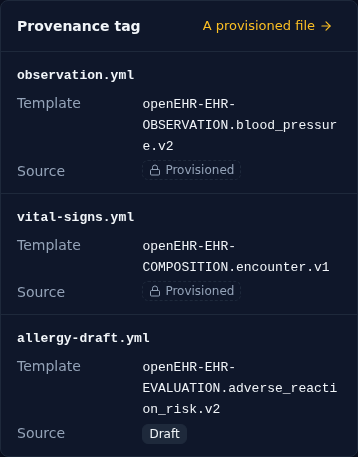 Provenance tag
A provisioned file →
observation.yml
Template
openEHR-EHR-
OBSERVATION.blood_pressur
e.v2
Source
Provisioned
vital-signs.yml
Template
openEHR-EHR-
COMPOSITION.encounter.v1
Source
Provisioned
allergy-draft.yml
Template
openEHR-EHR-
EVALUATION.adverse_reacti
on_risk.v2
Source
Draft